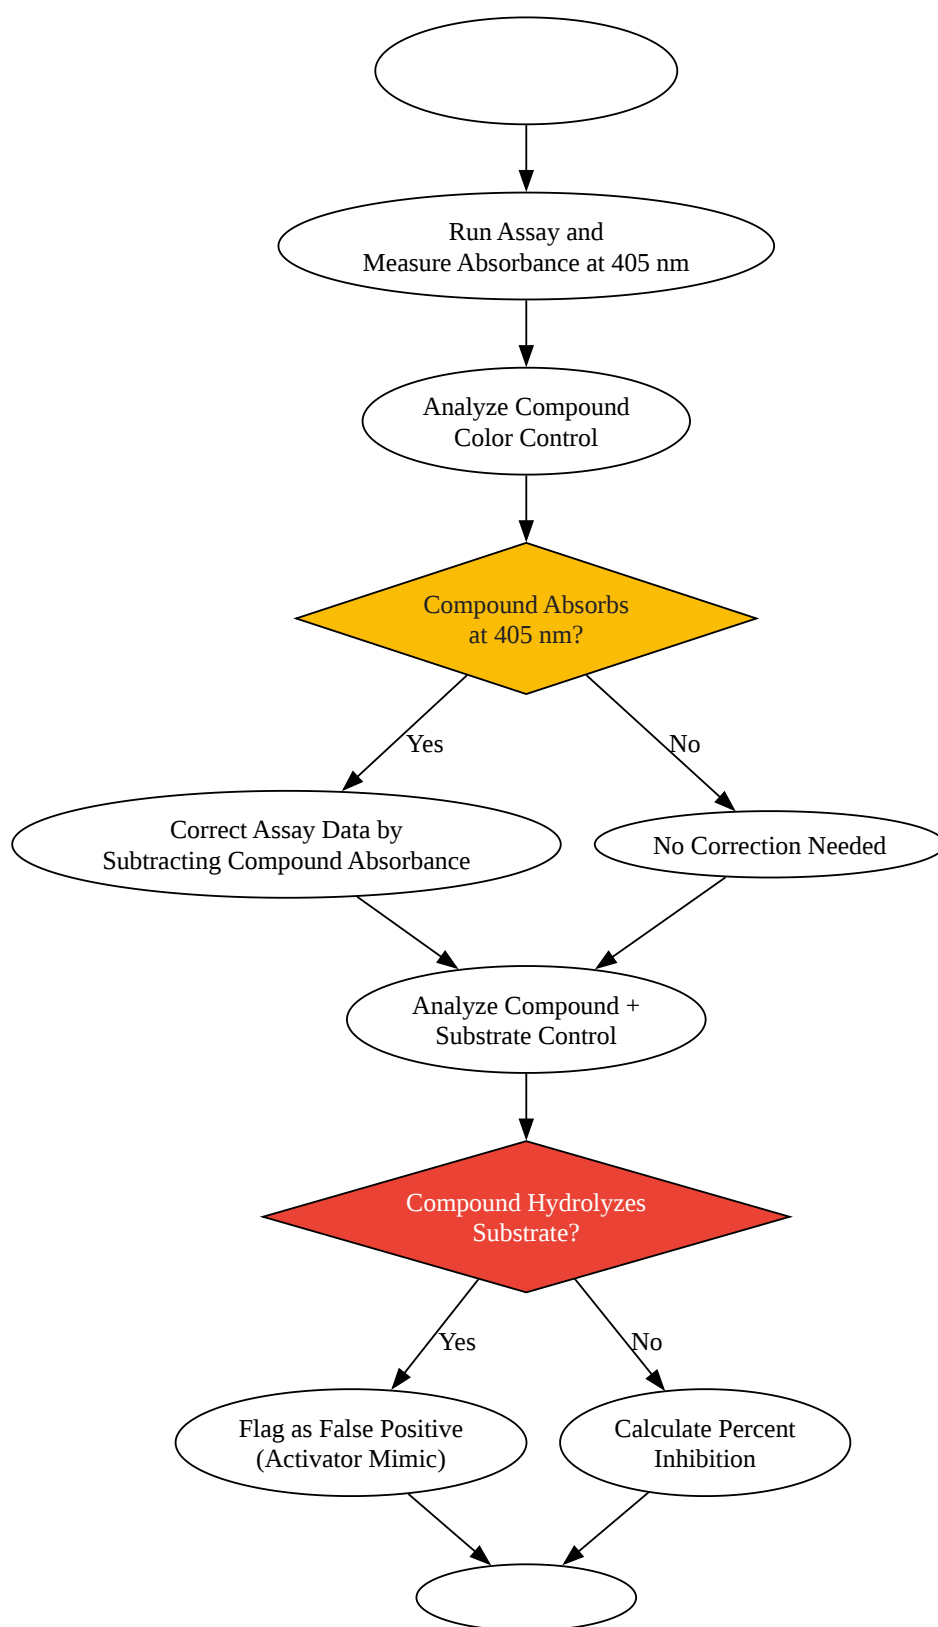 Run Assay and
Measure Absorbance at 405 nm
Analyze Compound
Color Control
Compound Absorbs
at 405 nm?
Yes
No
Correct Assay Data by
Subtracting Compound Absorbance
No Correction Needed
Analyze Compound +
Substrate Control
Compound Hydrolyzes
Substrate?
Yes
No
Flag as False Positive
(Activator Mimic)
Calculate Percent
Inhibition